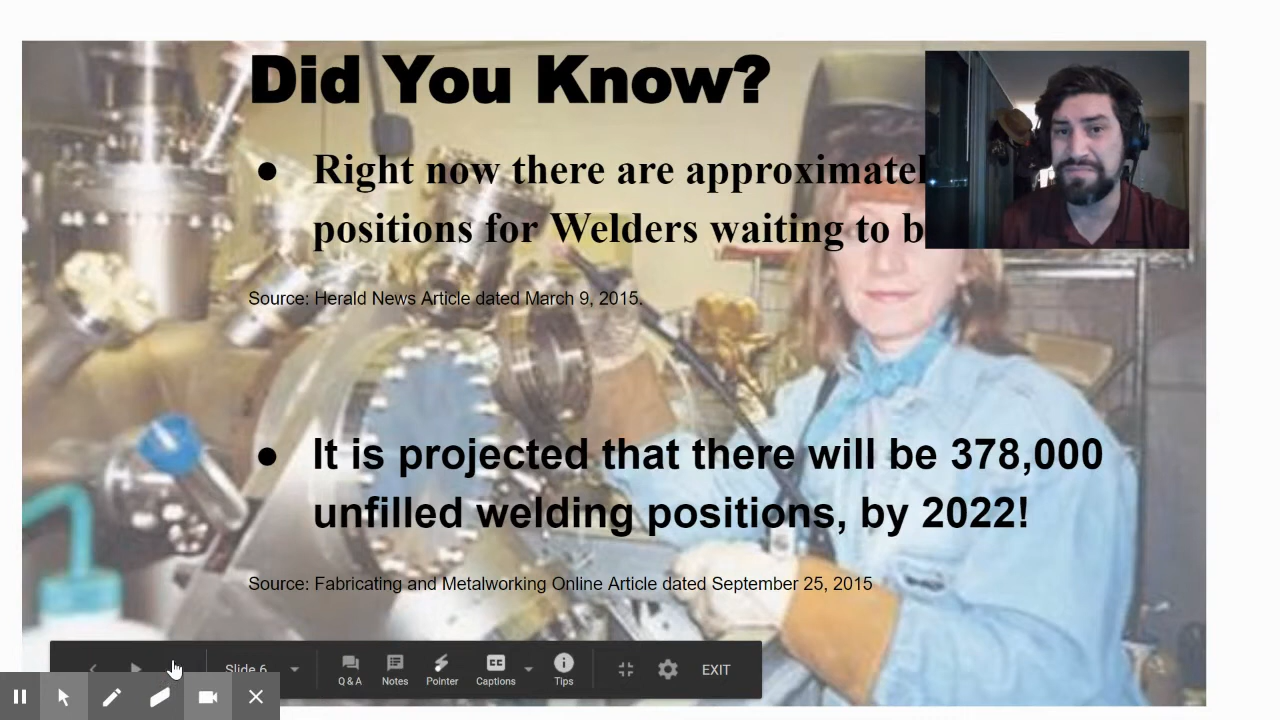 Did You Know?
● Right now there are approximatel
positions for Welders waiting to b
Source: Herald News Article dated March 9, 2015.
● It is projected that there will be 378,000
unfilled welding positions, by 2022!
Source: Fabricating and Metalworking Online Article dated September 25, 2015
Slide 6
Q & A Notes Pointer Captions Tips EXIT